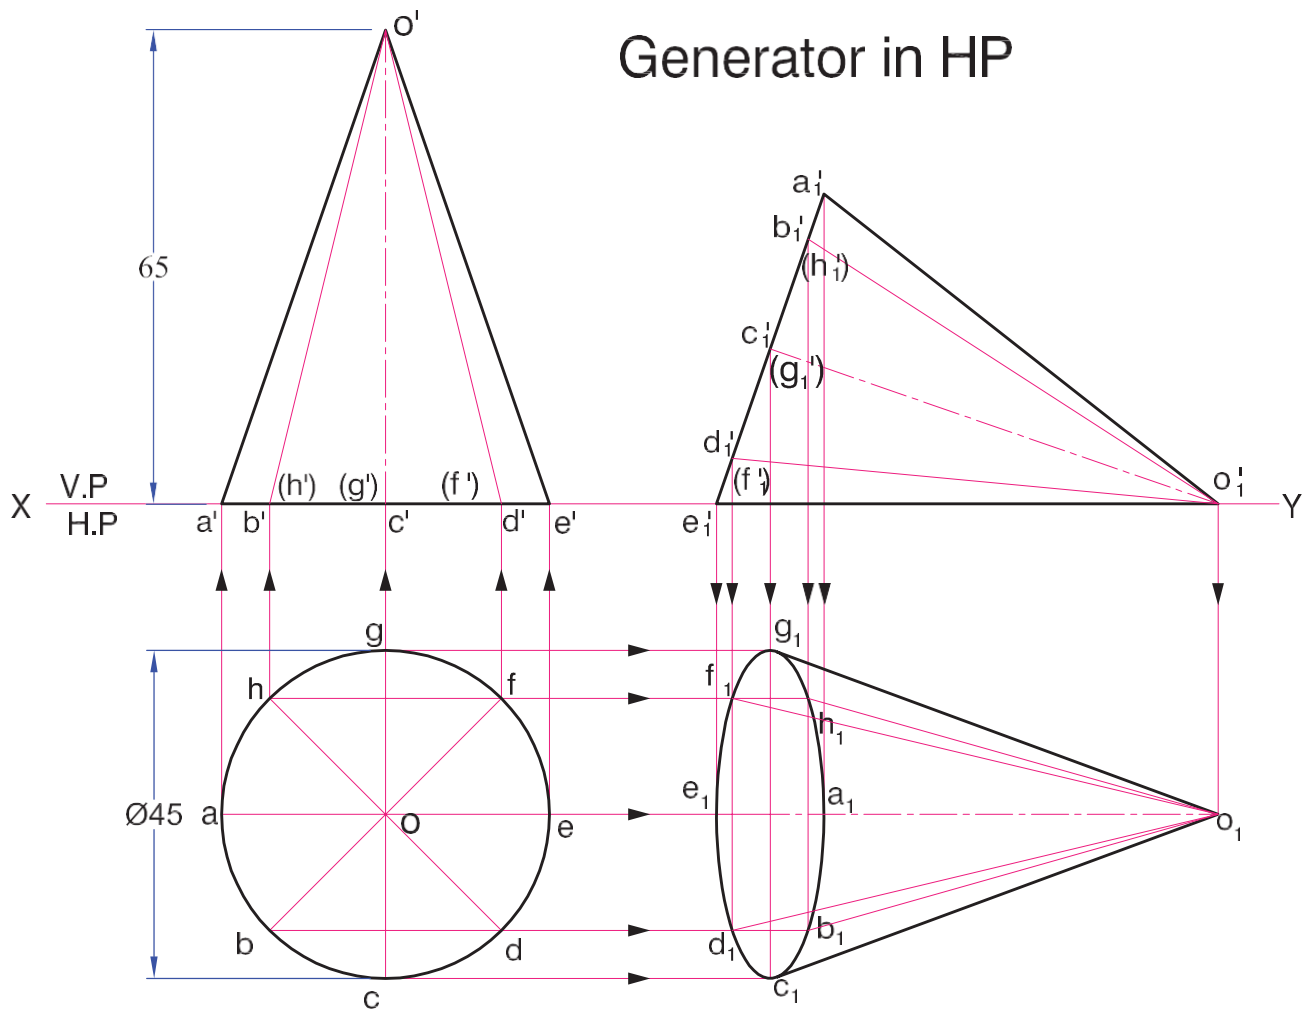 o'
Generator in HP
a₁'
b₁'
(h₁')
65
c₁'
(g₁')
d₁'
(f₁')
V.P
(h') (g') (f')
o₁'
X
Y
H.P
a' b' c' d' e'
e₁'
g
g₁
h
f
f₁
h₁
e₁
a₁
Ø45
a
o
e
o₁
b
d
d₁
b₁
c
c₁